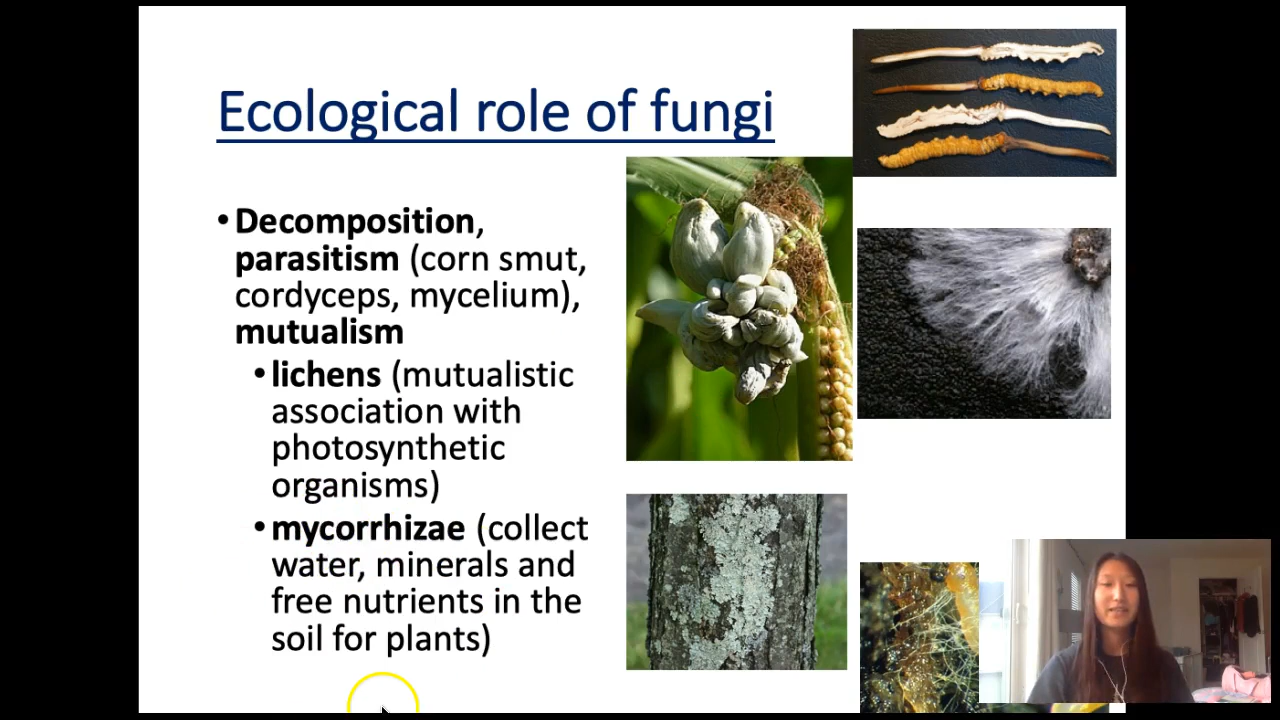 Ecological role of fungi
• Decomposition,
parasitism (corn smut,
cordyceps, mycelium),
mutualism
• lichens (mutualistic
association with
photosynthetic
organisms)
• mycorrhizae (collect
water, minerals and
free nutrients in the
soil for plants)